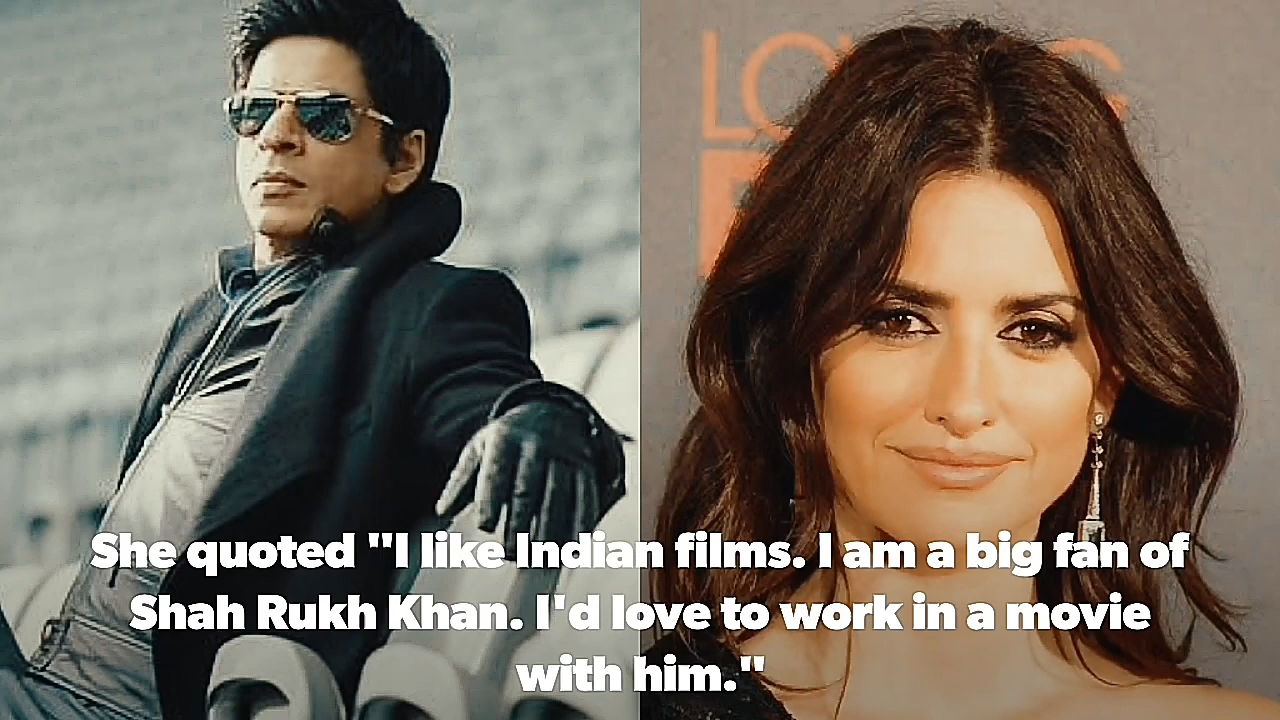 She quoted "I like Indian films. I am a big fan of
Shah Rukh Khan. I'd love to work in a movie
with him."